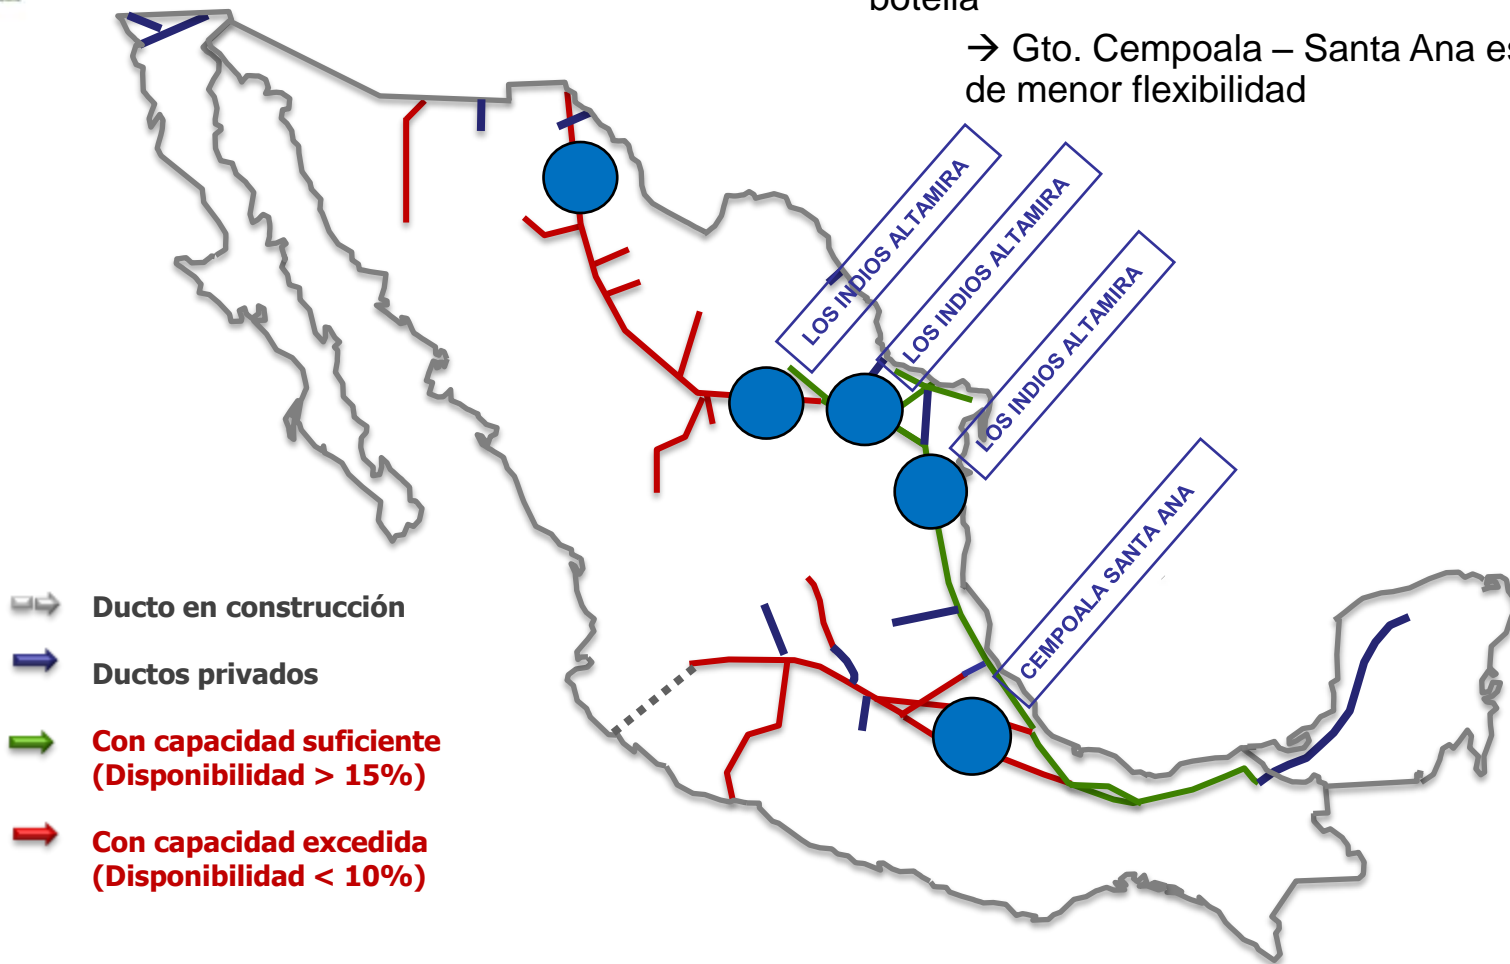 botella
→ Gto. Cempoala – Santa Ana es
de menor flexibilidad
LOS INDIOS ALTAMIRA
LOS INDIOS ALTAMIRA
LOS INDIOS ALTAMIRA
CEMPOALA SANTA ANA
Ducto en construcción
Ductos privados
Con capacidad suficiente
(Disponibilidad > 15%)
Con capacidad excedida
(Disponibilidad < 10%)